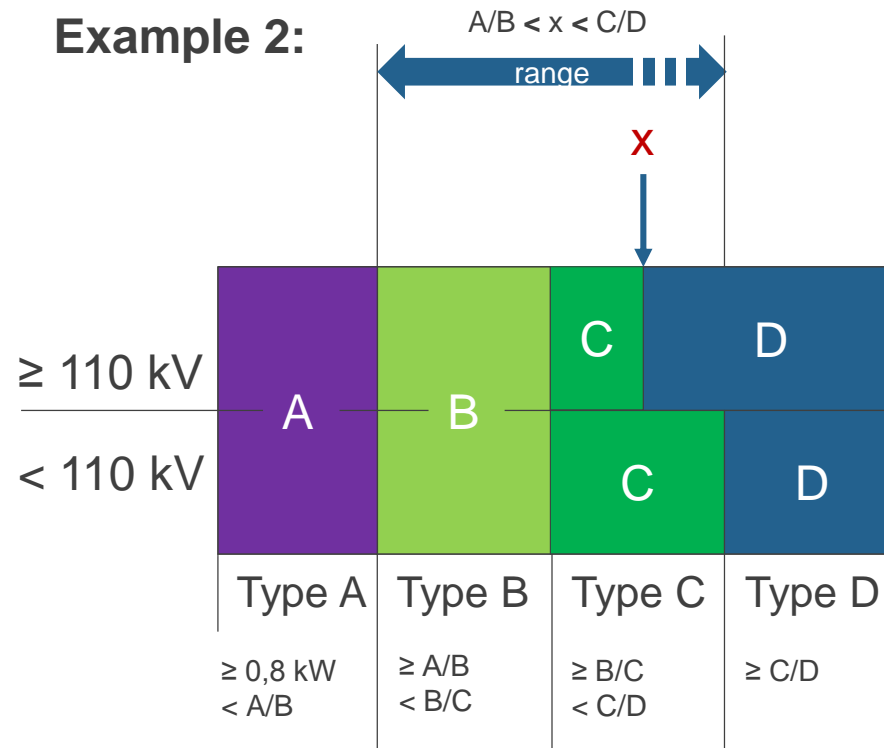 Example 2:
A/B < x < C/D
range
x
C
D
≥ 110 kV
A
B
< 110 kV
C
D
Type A
Type B
Type C
Type D
≥ 0,8 kW
< A/B
≥ A/B
< B/C
≥ B/C
< C/D
≥ C/D